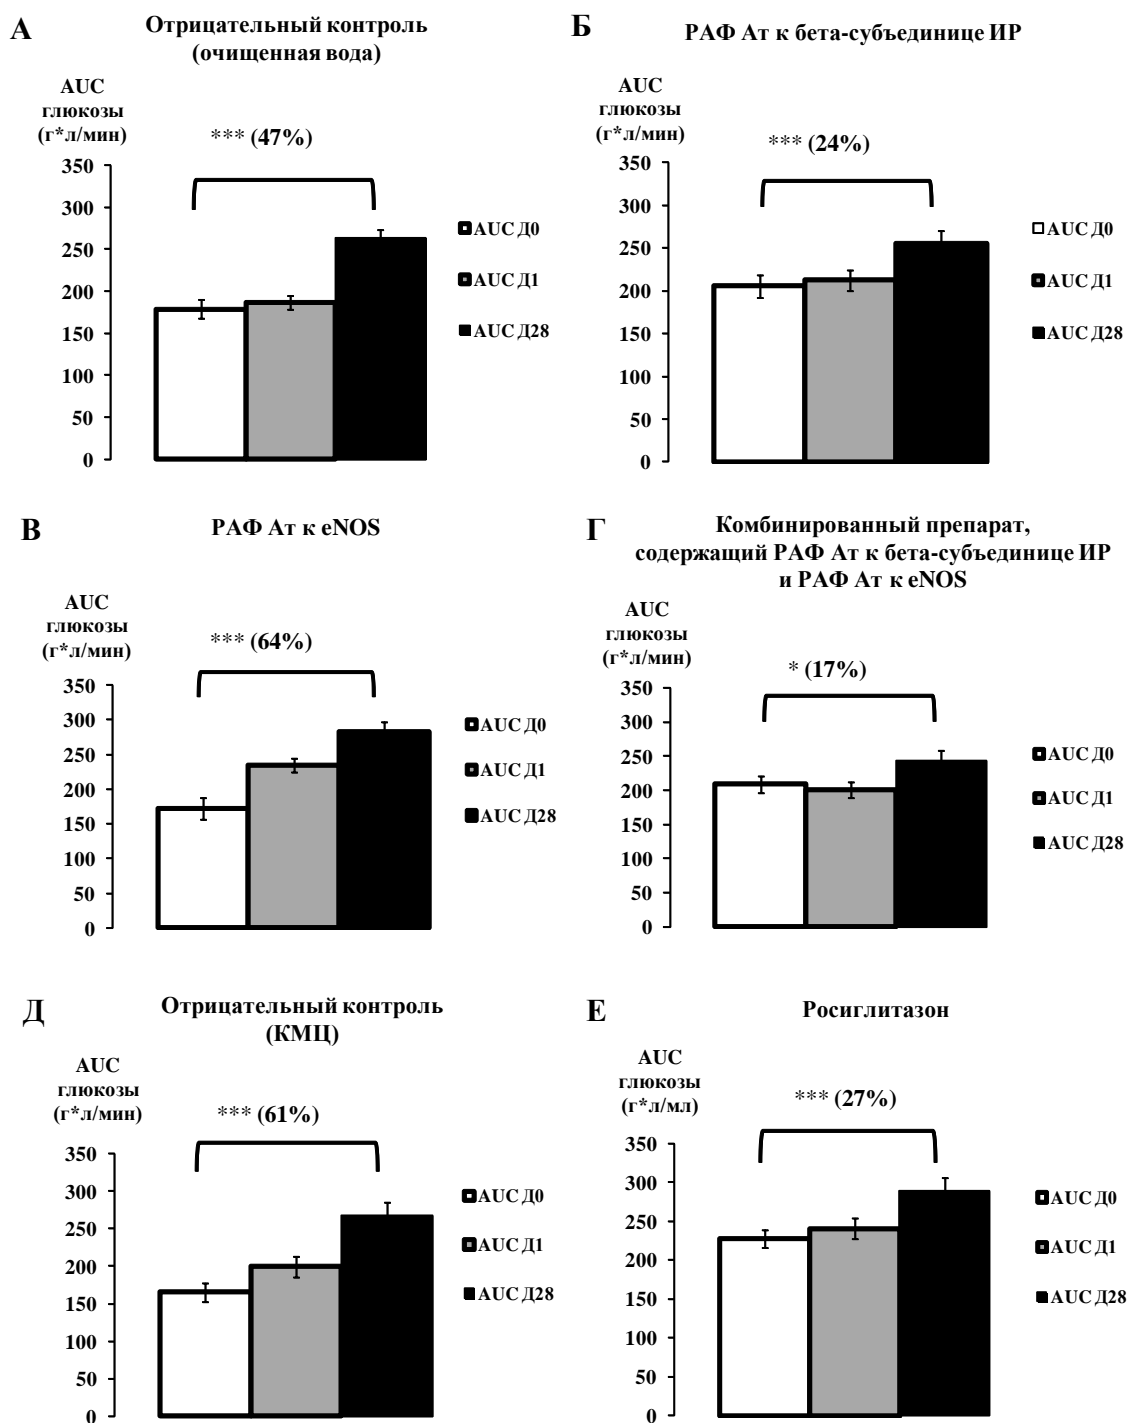 А
Отрицательный контроль
(очищенная вода)
AUC
глюкозы
(г*л/мин)
*** (47%)
350
300
250
200
150
100
50
0
AUC Д0
AUC Д1
AUC Д28
Б
РАФ Ат к бета-субъединице ИР
AUC
глюкозы
(г*л/мин)
*** (24%)
350
300
250
200
150
100
50
0
AUC Д0
AUC Д1
AUC Д28
В
РАФ Ат к eNOS
AUC
глюкозы
(г*л/мин)
*** (64%)
350
300
250
200
150
100
50
0
AUC Д0
AUC Д1
AUC Д28
Г
Комбинированный препарат,
содержащий РАФ Ат к бета-субъединице ИР
и РАФ Ат к eNOS
AUC
глюкозы
(г*л/мин)
* (17%)
350
300
250
200
150
100
50
0
AUC Д0
AUC Д1
AUC Д28
Д
Отрицательный контроль
(КМЦ)
AUC
глюкозы
(г*л/мин)
*** (61%)
350
300
250
200
150
100
50
0
AUC Д0
AUC Д1
AUC Д28
Е
Росиглитазон
AUC
глюкозы
(г*л/мл)
*** (27%)
350
300
250
200
150
100
50
0
AUC Д0
AUC Д1
AUC Д28